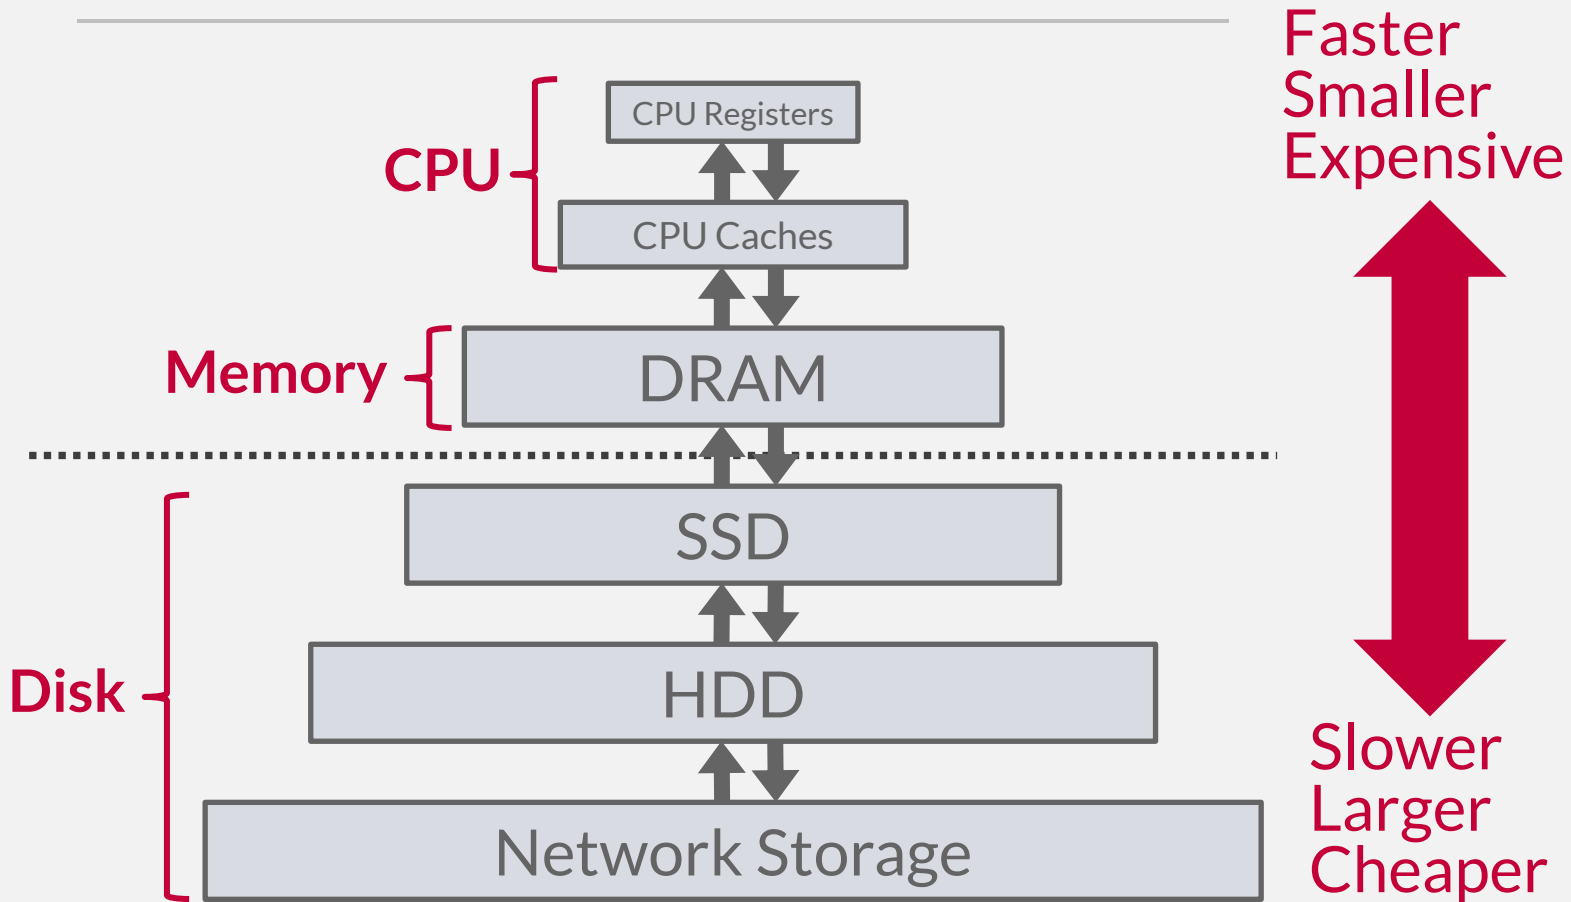 Faster
Smaller
Expensive
CPU Registers
CPU
CPU Caches
Memory
DRAM
SSD
Disk
HDD
Slower
Larger
Cheaper
Network Storage